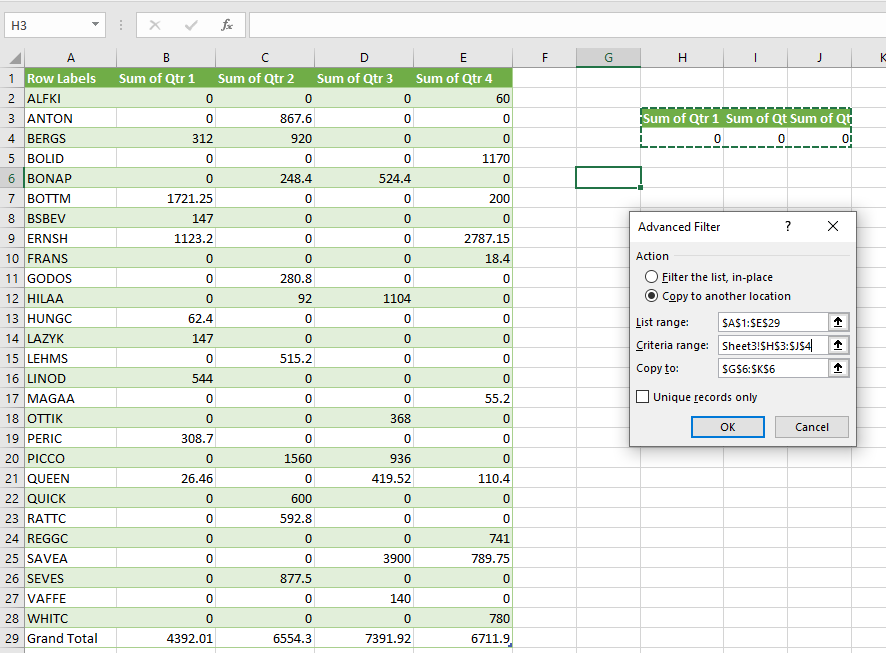 H3 fx
A B C D E F G H I J K
1 Row Labels Sum of Qtr 1 Sum of Qtr 2 Sum of Qtr 3 Sum of Qtr 4
2 ALFKI 0 0 0 60
3 ANTON 0 867.6 0 0 Sum of Qtr 1 Sum of Qt Sum of Qt
4 BERGS 312 920 0 0 0 0 0
5 BOLID 0 0 0 1170
6 BONAP 0 248.4 524.4 0
7 BOTTM 1721.25 0 0 200
8 BSBEV 147 0 0 0
9 ERNSH 1123.2 0 0 2787.15
10 FRANS 0 0 0 18.4
11 GODOS 0 280.8 0 0
12 HILAA 0 92 1104 0
13 HUNGC 62.4 0 0 0
14 LAZYK 147 0 0 0
15 LEHMS 0 515.2 0 0
16 LINOD 544 0 0 0
17 MAGAA 0 0 0 55.2
18 OTTIK 0 0 368 0
19 PERIC 308.7 0 0 0
20 PICCO 0 1560 936 0
21 QUEEN 26.46 0 419.52 110.4
22 QUICK 0 600 0 0
23 RATTC 0 592.8 0 0
24 REGGC 0 0 0 741
25 SAVEA 0 0 3900 789.75
26 SEVES 0 877.5 0 0
27 VAFFE 0 0 140 0
28 WHITC 0 0 0 780
29 Grand Total 4392.01 6554.3 7391.92 6711.9
Advanced Filter ?
Action
Filter the list, in-place
Copy to another location
List range: $A$1:$E$29
Criteria range: Sheet3!$H$3:$J$4
Copy to: $G$6:$K$6
Unique records only
OK Cancel